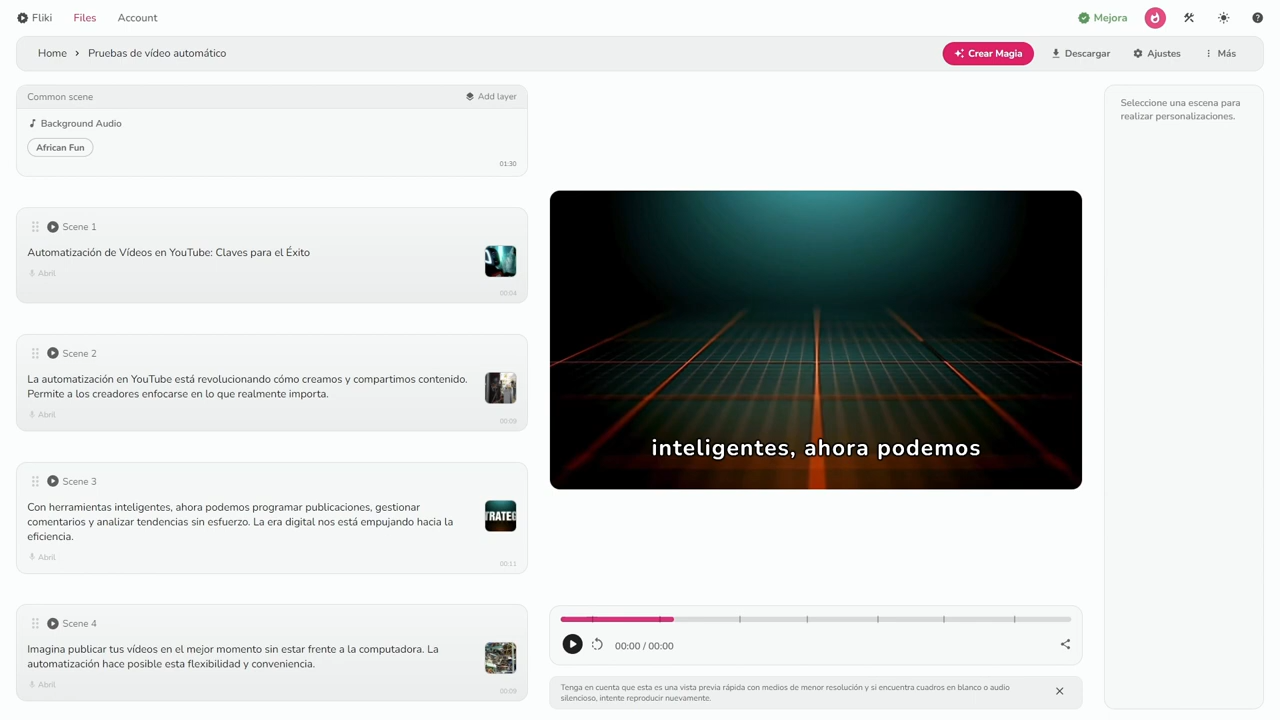 Fliki
Files
Account
Mejora
Home
Pruebas de vídeo automático
Crear Magia
Descargar
Ajustes
Más
Common scene
Add layer
Background Audio
African Fun
01:30
Scene 1
Automatización de Vídeos en YouTube: Claves para el Éxito
Abril
00:04
Scene 2
La automatización en YouTube está revolucionando cómo creamos y compartimos contenido.
Permite a los creadores enfocarse en lo que realmente importa.
Abril
00:09
Scene 3
Con herramientas inteligentes, ahora podemos programar publicaciones, gestionar
comentarios y analizar tendencias sin esfuerzo. La era digital nos está empujando hacia la
eficiencia.
TRATEG
Abril
00:11
Scene 4
Imagina publicar tus vídeos en el mejor momento sin estar frente a la computadora. La
automatización hace posible esta flexibilidad y conveniencia.
Abril
00:09
inteligentes, ahora podemos
00:00 / 00:00
Tenga en cuenta que esta es una vista previa rápida con medios de menor resolución y si encuentra cuadros en blanco o audio
silencioso, intente reproducir nuevamente.
Seleccione una escena para
realizar personalizaciones.